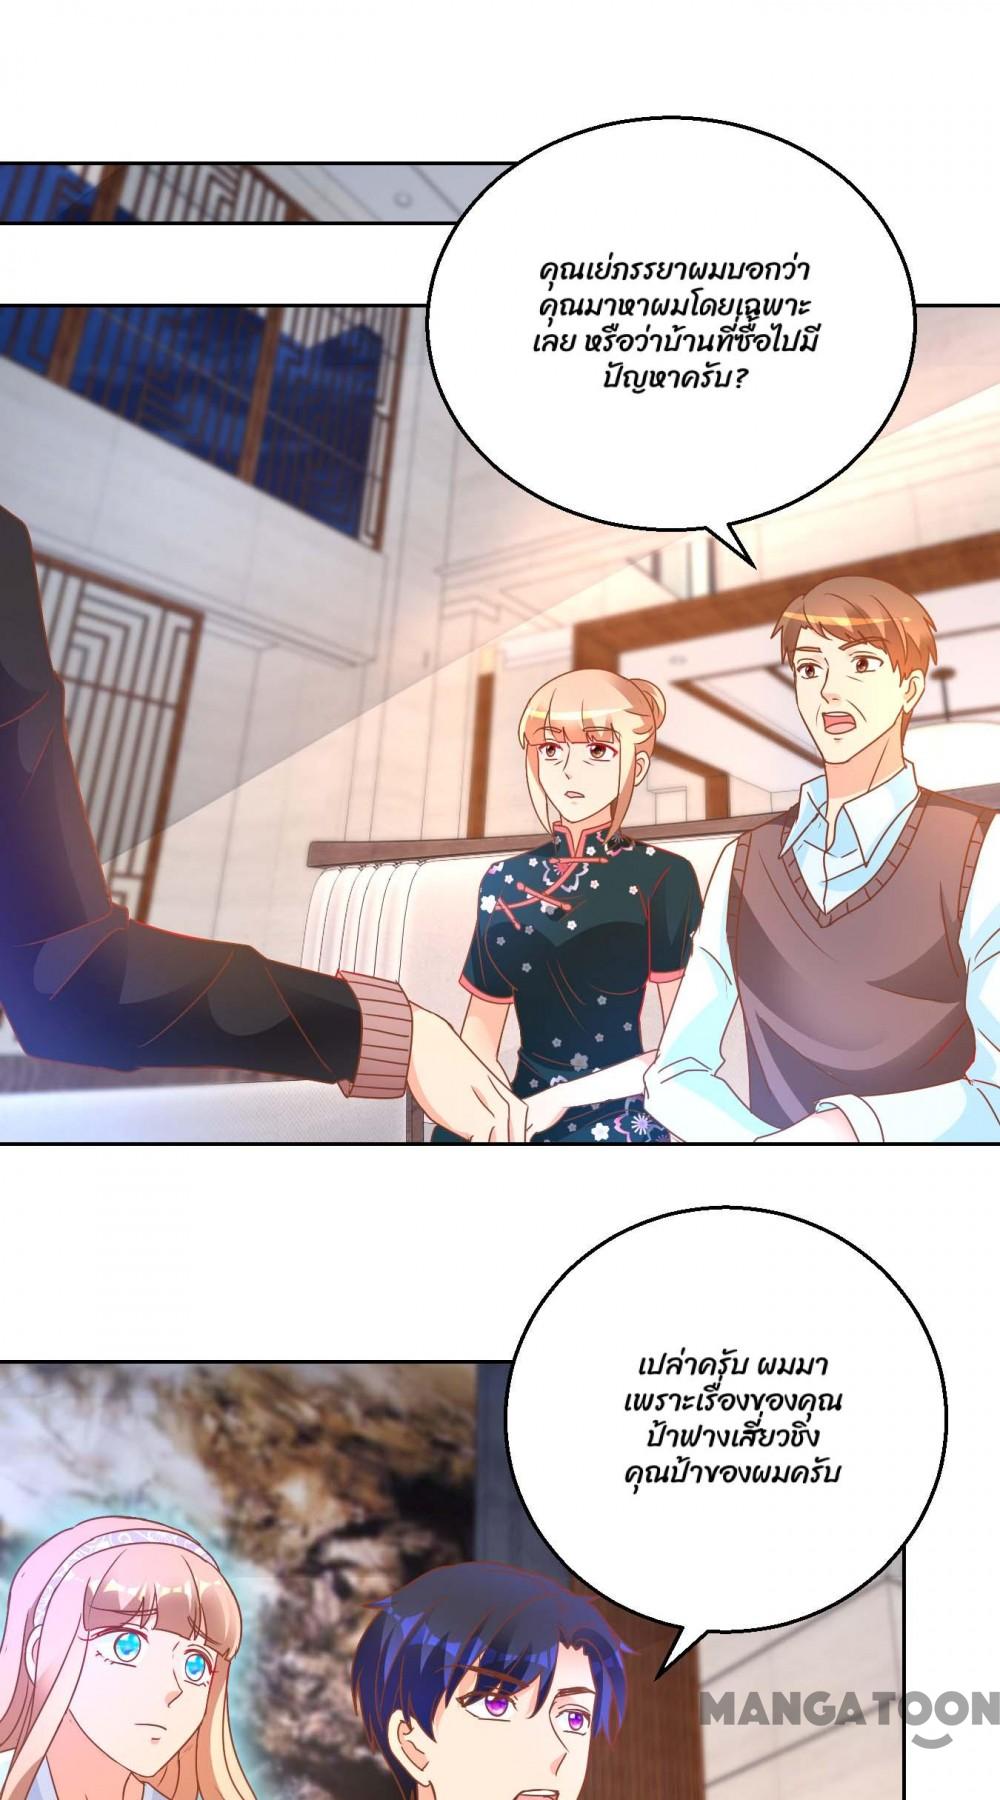 คุณเย่ภรรยาผมบอกว่า
คุณมาหาผมโดยเฉพาะ
เลย หรือว่าบ้านที่ซื้อไปมี
ปัญหาครับ?
เปล่าครับ ผมมา
เพราะเรื่องของคุณ
ป้าฟางเสี่ยวชิง
คุณป้าของผมครับ
MANGATOON